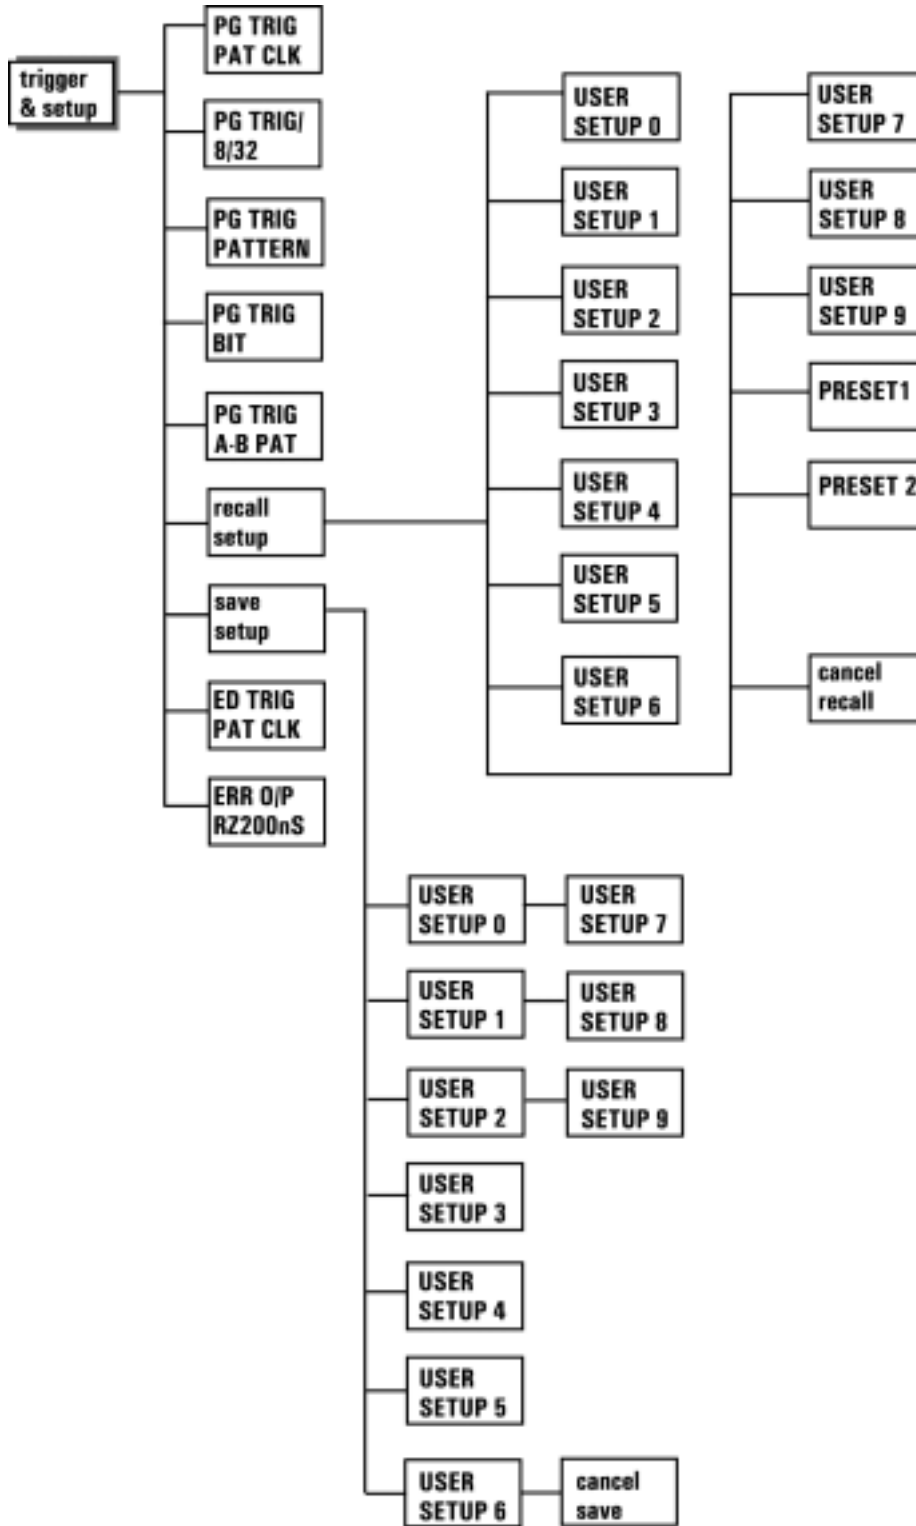 trigger
& setup
PG TRIG
PAT CLK
PG TRIG/
8/32
PG TRIG
PATTERN
PG TRIG
BIT
PG TRIG
A-B PAT
recall
setup
save
setup
ED TRIG
PAT CLK
ERR O/P
RZ200nS
USER
SETUP 0
USER
SETUP 1
USER
SETUP 2
USER
SETUP 3
USER
SETUP 4
USER
SETUP 5
USER
SETUP 6
USER
SETUP 7
USER
SETUP 8
USER
SETUP 9
PRESET1
PRESET 2
cancel
recall
USER
SETUP 0
USER
SETUP 7
USER
SETUP 1
USER
SETUP 8
USER
SETUP 2
USER
SETUP 9
USER
SETUP 3
USER
SETUP 4
USER
SETUP 5
USER
SETUP 6
cancel
save